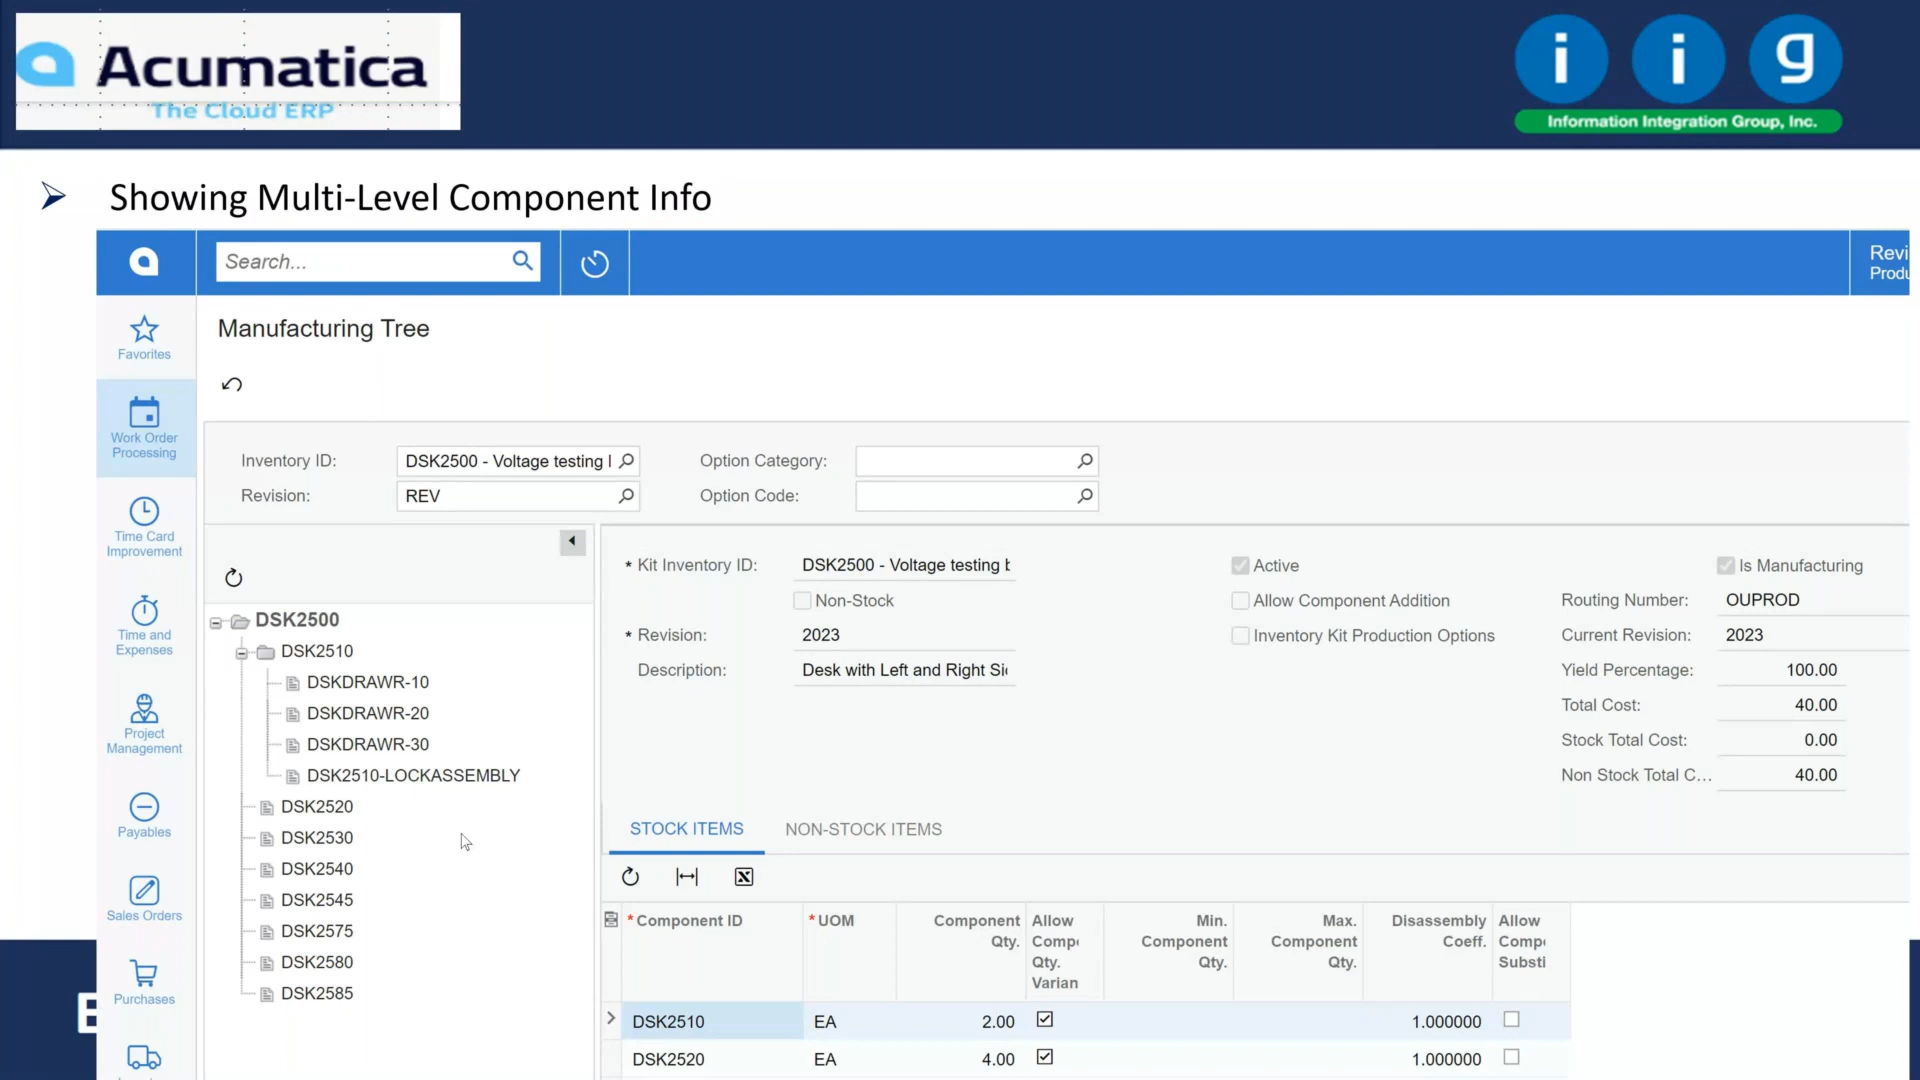 Acumatica
The Cloud ERP
i i g
Information Integration Group, Inc.
Showing Multi-Level Component Info
Search...
Revi
Produ
Favorites
Work Order
Processing
Time Card
Improvement
Time and
Expenses
Project
Management
Payables
Sales Orders
Purchases
Manufacturing Tree
Inventory ID: DSK2500 - Voltage testing
Revision: REV
Option Category:
Option Code:
DSK2500
DSK2510
DSKDRAWR-10
DSKDRAWR-20
DSKDRAWR-30
DSK2510-LOCKASSEMBLY
DSK2520
DSK2530
DSK2540
DSK2545
DSK2575
DSK2580
DSK2585
* Kit Inventory ID: DSK2500 - Voltage testing b
Non-Stock
* Revision: 2023
Description: Desk with Left and Right Si
Active
Allow Component Addition
Inventory Kit Production Options
Is Manufacturing
Routing Number: OUPROD
Current Revision: 2023
Yield Percentage: 100.00
Total Cost: 40.00
Stock Total Cost: 0.00
Non Stock Total C... 40.00
STOCK ITEMS NON-STOCK ITEMS
* Component ID
* UOM
Component
Qty.
Allow
Comp
Qty.
Varian
Min.
Component
Qty.
Max.
Component
Qty.
Disassembly
Coeff.
Allow
Comp
Substi
DSK2510 EA 2.00 1.000000
DSK2520 EA 4.00 1.000000